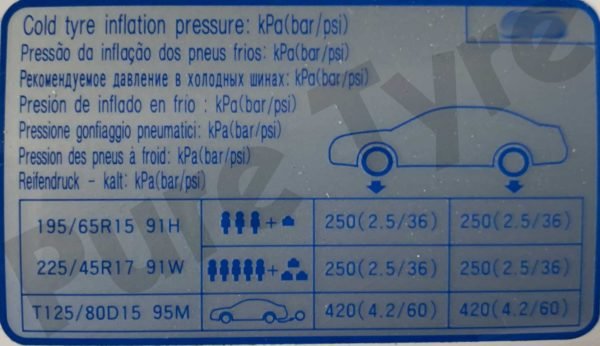 Cold tyre inflation pressure: kPa(bar/psi)
Pressão da inflação dos pneus frios: kPa(bar/psi)
Рекомендуемое давление в холодных шинах: kPa(bar/psi)
Presión de inflado en frio : kPa(bar/psi)
Pressione gonfiaggio pneumatici: kPa(bar/psi)
Pression des pneus à froid: kPa(bar/psi)
Reifendruck - kalt: kPa(bar/psi)
195/65R15 91H + 250(2.5/36) 250(2.5/36)
225/45R17 91W + 250(2.5/36) 250(2.5/36)
T125/80D15 95M 420(4.2/60) 420(4.2/60)
Pure Tyre